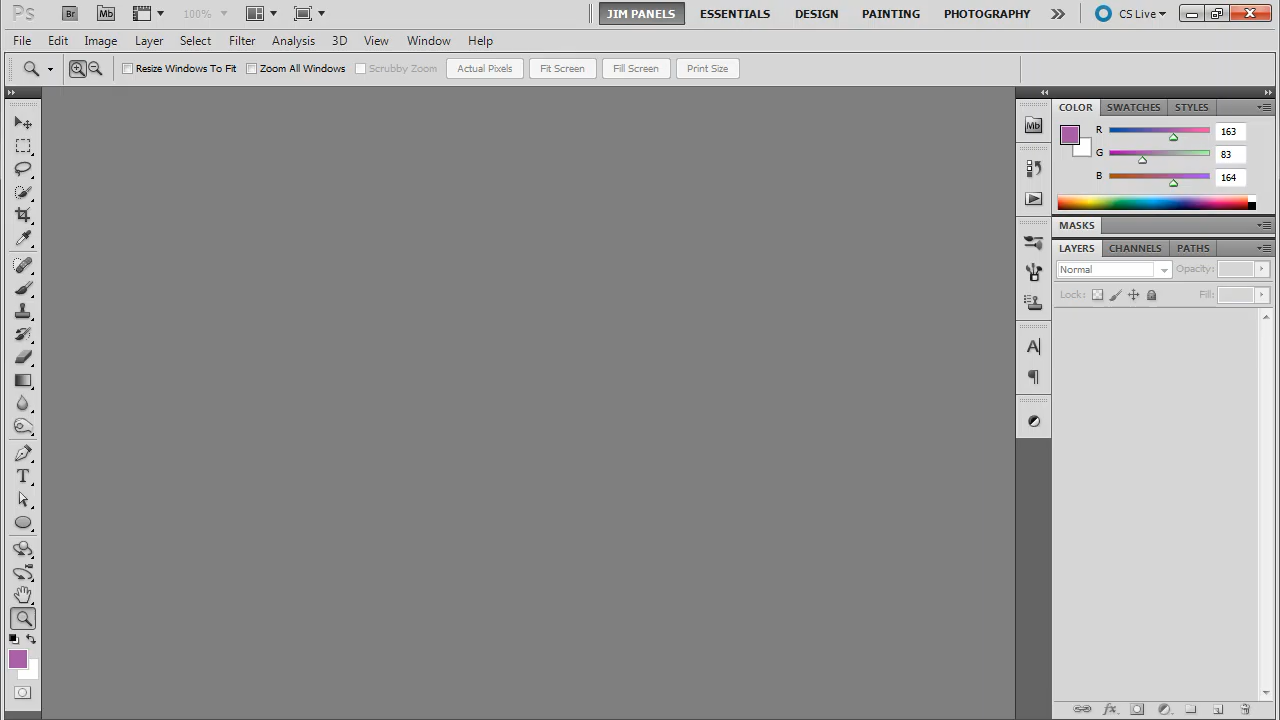 Ps Br Mb 100% JIM PANELS ESSENTIALS DESIGN PAINTING PHOTOGRAPHY CS Live
File Edit Image Layer Select Filter Analysis 3D View Window Help
Resize Windows To Fit Zoom All Windows Scrubby Zoom Actual Pixels Fit Screen Fill Screen Print Size
COLOR SWATCHES STYLES
Mb
R 163
G 83
B 164
MASKS
LAYERS CHANNELS PATHS
Normal Opacity:
Lock: Fill:
A
T
fx